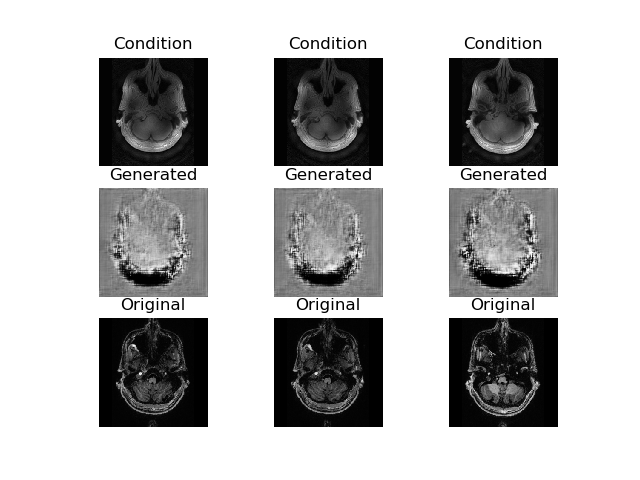 Condition Condition Condition
Generated Generated Generated
Original Original Original